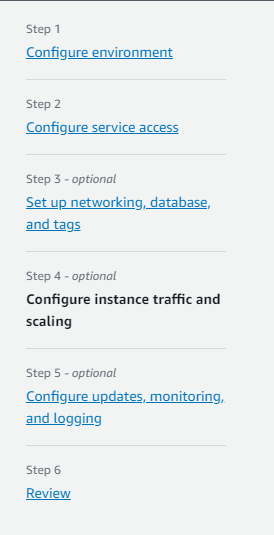 Step 1
Configure environment
Step 2
Configure service access
Step 3 - optional
Set up networking, database,
and tags
Step 4 - optional
Configure instance traffic and
scaling
Step 5 - optional
Configure updates, monitoring,
and logging
Step 6
Review